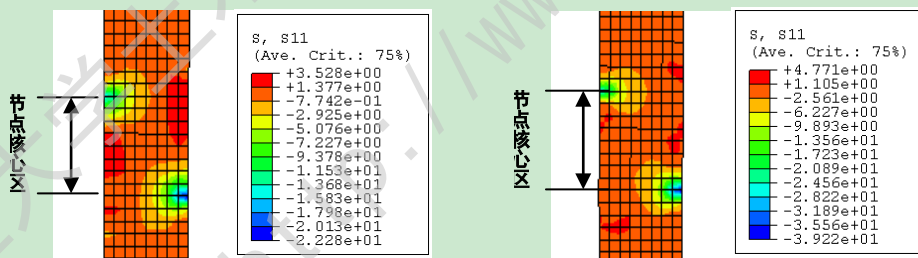 节点核心区
S, S11
(Ave. Crit.: 75%)
+3.528e+00
+1.377e+00
-7.742e-01
-2.925e+00
-5.076e+00
-7.227e+00
-9.378e+00
-1.153e+01
-1.368e+01
-1.583e+01
-1.798e+01
-2.013e+01
-2.228e+01
节点核心区
S, S11
(Ave. Crit.: 75%)
+4.771e+00
+1.105e+00
-2.561e+00
-6.227e+00
-9.893e+00
-1.356e+01
-1.723e+01
-2.089e+01
-2.456e+01
-2.822e+01
-3.189e+01
-3.556e+01
-3.922e+01